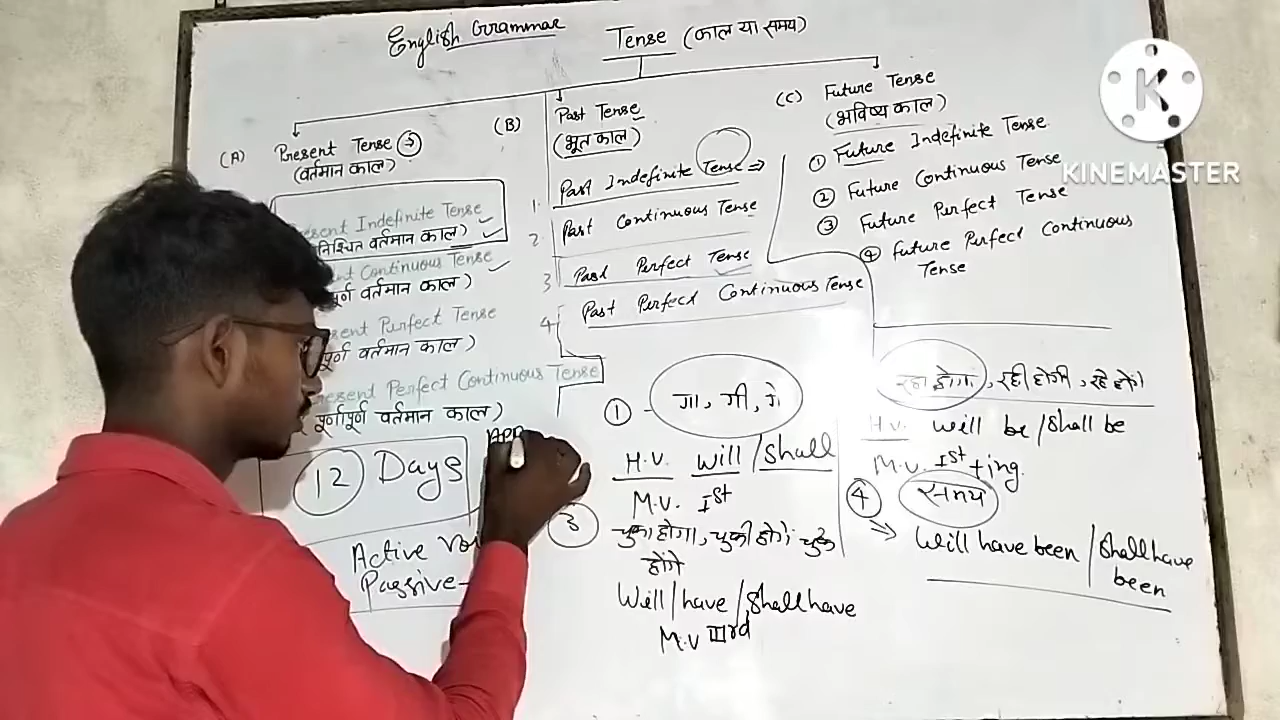 English Grammar
Tense (काल या समय)
(A) Present Tense
(वर्तमान काल)
esent Indefinite Tense
निश्चित वर्तमान काल)
nt Continuous Tense
पूर्ण वर्तमान काल)
esent Perfect Tense
पूर्ण वर्तमान काल)
esent Perfect Continuous Tense
पूर्णापूर्ण वर्तमान काल)
12 Days
Active Voi
Passive-
APR
(B) Past Tense
(भूत काल)
1. Past Indefinite Tense ⇒
2 Past Continuous Tense
3 Past Perfect Tense
4 Past Perfect Continuous Tense
(C) Future Tense
(भविष्य काल)
① Future Indefinite Tense
② Future Continuous Tense
③ Future Perfect Tense
④ Future Perfect Continuous
Tense
① - गा, गी, गे
H.V. will/shall
M.V. Ist
③ चुका होगा, चुकी होगी, चुके
होंगे
Will/have/shall have
M.V IIIrd
रहा होगा, रही होगी, रहे होंगे
H.V. will be/shall be
M.V. Ist + ing.
④ समय
⇒ Will have been / shall have
been
K
KINEMASTER